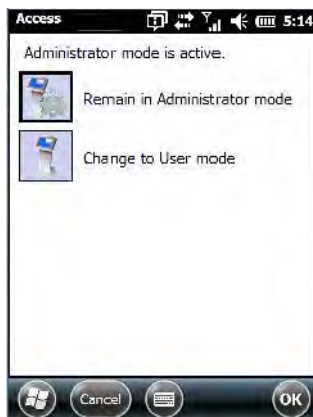 Access 5:14
Administrator mode is active.
Remain in Administrator mode
Change to User mode
Cancel OK